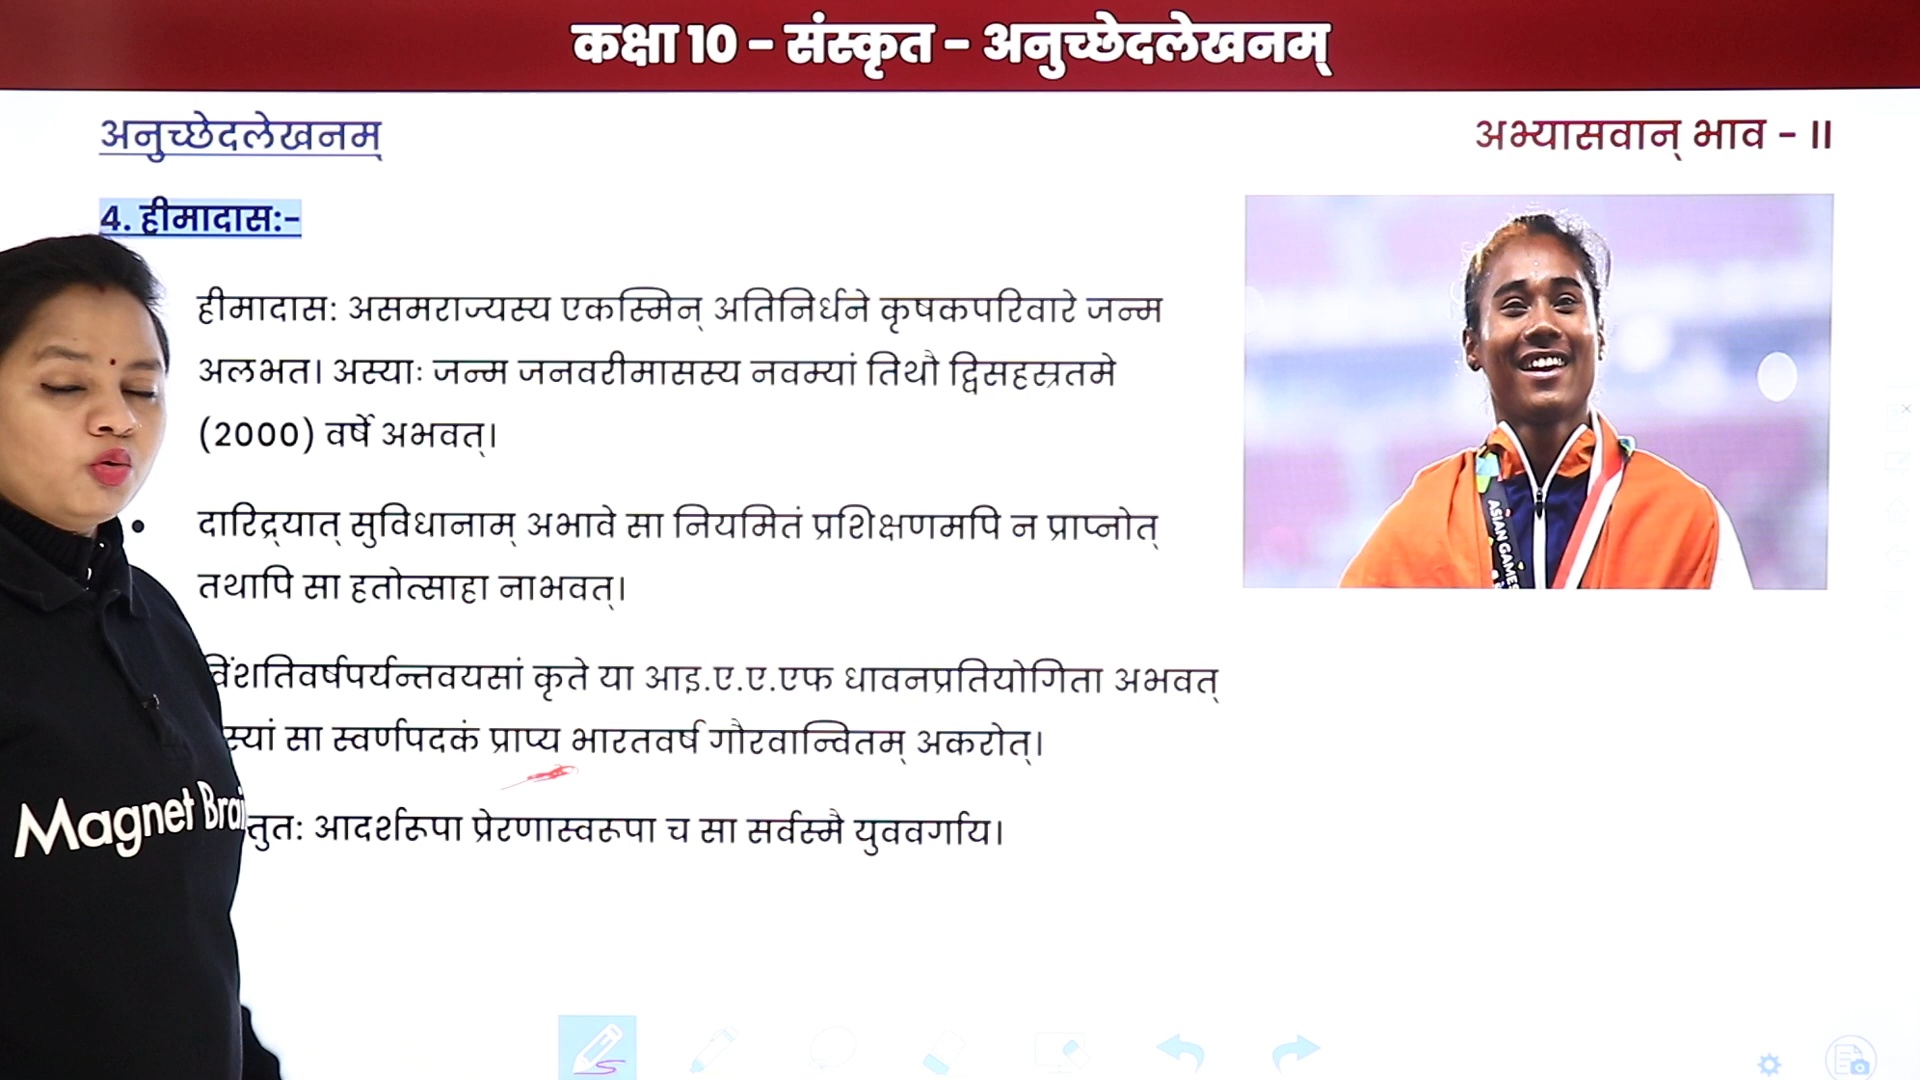 कक्षा 10 - संस्कृत - अनुच्छेदलेखनम्
अनुच्छेदलेखनम्
अभ्यासवान् भाव - II
4. हीमादासः-
हीमादासः असमराज्यस्य एकस्मिन् अतिनिर्धने कृषकपरिवारे जन्म
अलभत। अस्याः जन्म जनवरीमासस्य नवम्यां तिथौ द्विसहस्रतमे
(2000) वर्षे अभवत्।
दारिद्र्यात् सुविधानाम् अभावे सा नियमितं प्रशिक्षणमपि न प्राप्नोत्
तथापि सा हतोत्साहा नाभवत्।
विंशतिवर्षपर्यन्तवयसां कृते या आइ.ए.ए.एफ धावनप्रतियोगिता अभवत्
स्यां सा स्वर्णपदकं प्राप्य भारतवर्ष गौरवान्वितम् अकरोत्।
तुतः आदर्शरूपा प्रेरणास्वरूपा च सा सर्वस्मै युववर्गाय।
Magnet Brai
ASIAN GAMES